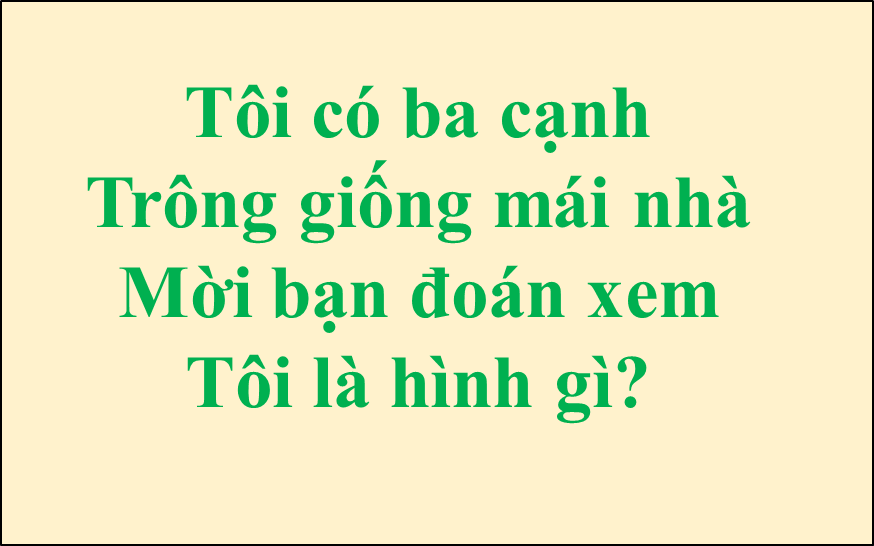 Tôi có ba cạnh
Trông giống mái nhà
Mời bạn đoán xem
Tôi là hình gì?